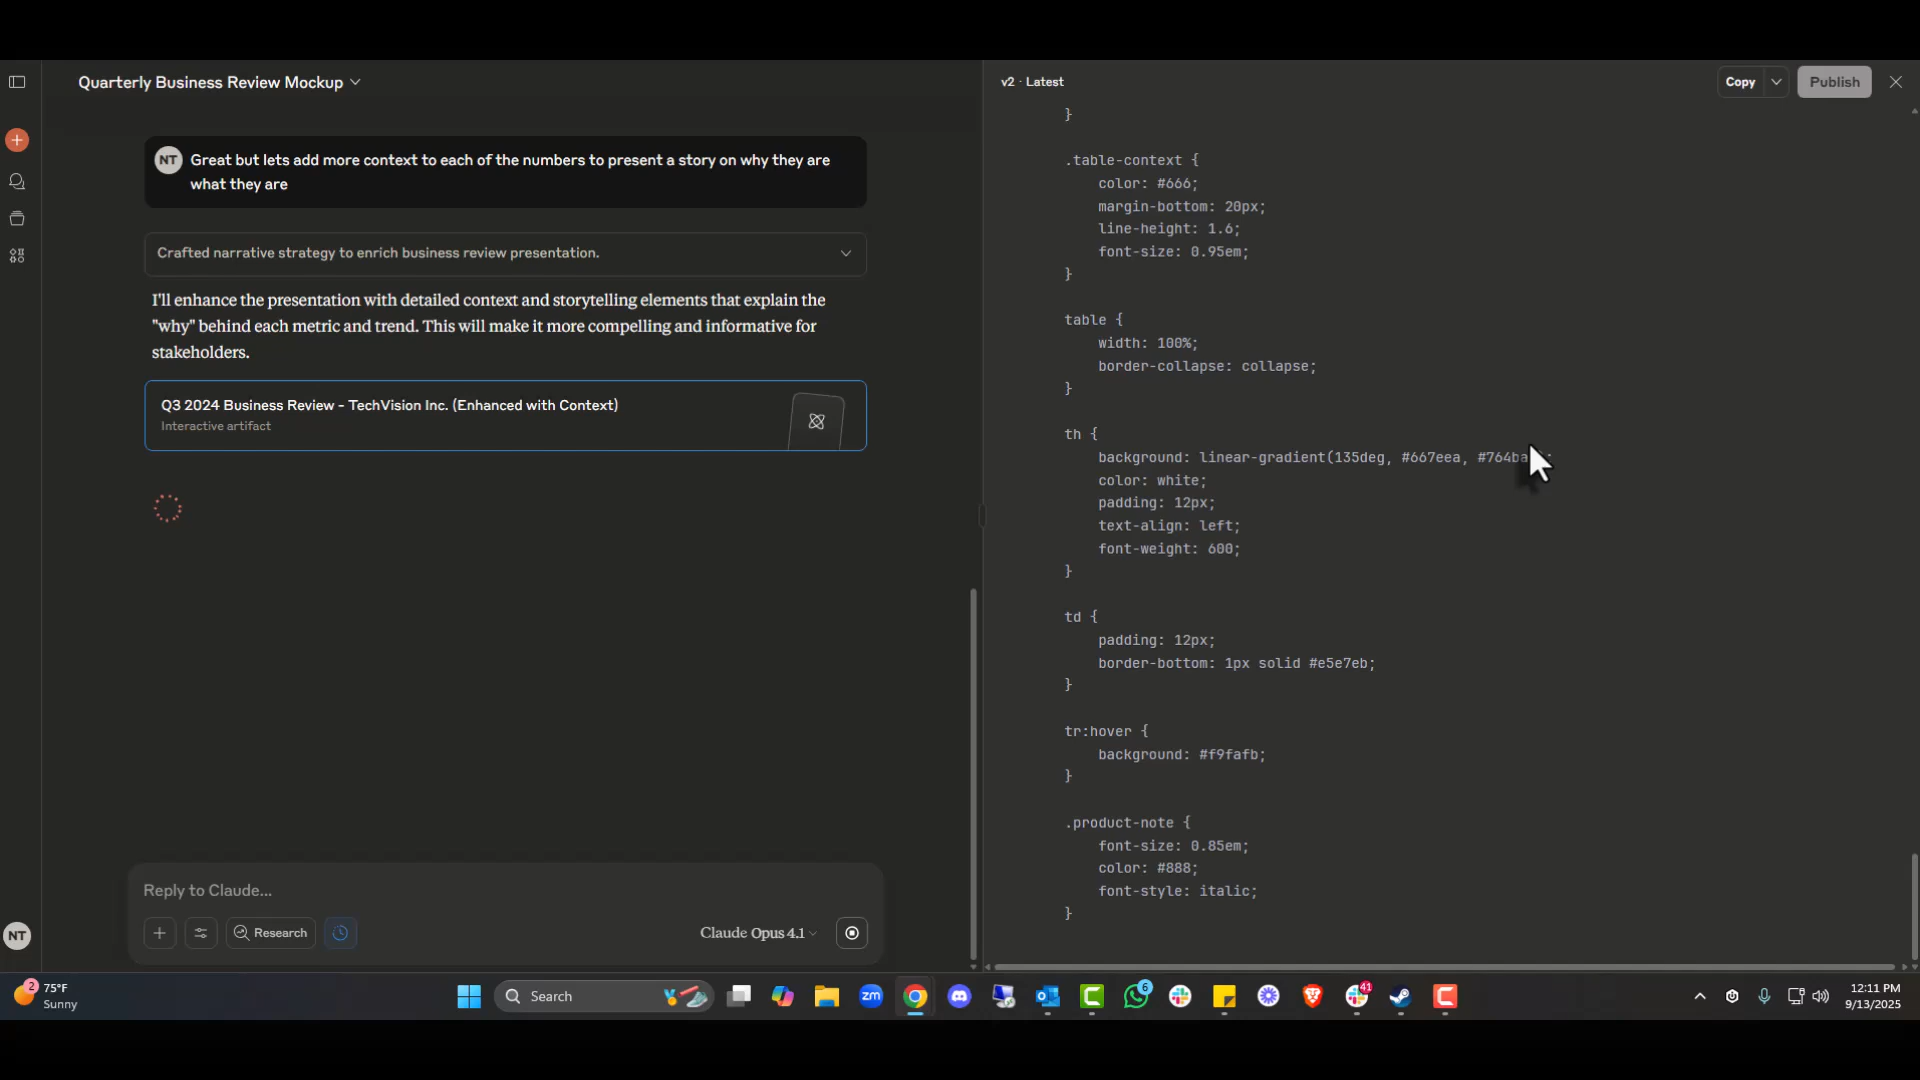 Quarterly Business Review Mockup
NT
Great but lets add more context to each of the numbers to present a story on why they are
what they are
Crafted narrative strategy to enrich business review presentation.
I'll enhance the presentation with detailed context and storytelling elements that explain the
"why" behind each metric and trend. This will make it more compelling and informative for
stakeholders.
Q3 2024 Business Review - TechVision Inc. (Enhanced with Context)
Interactive artifact
Reply to Claude...
Research
Claude Opus 4.1
NT
v2 · Latest
Copy
Publish
}
.table-context {
color: #666;
margin-bottom: 20px;
line-height: 1.6;
font-size: 0.95em;
}
table {
width: 100%;
border-collapse: collapse;
}
th {
background: linear-gradient(135deg, #667eea, #764ba
color: white;
padding: 12px;
text-align: left;
font-weight: 600;
}
td {
padding: 12px;
border-bottom: 1px solid #e5e7eb;
}
tr:hover {
background: #f9fafb;
}
.product-note {
font-size: 0.85em;
color: #888;
font-style: italic;
}
2
75°F
Sunny
Search
zm
6
41
12:11 PM
9/13/2025